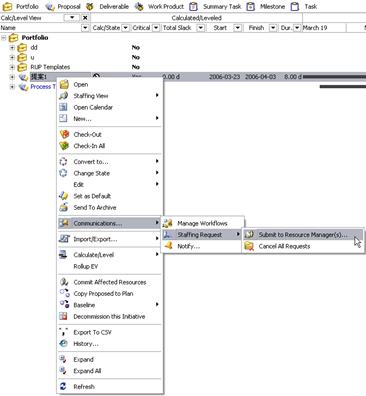 Portfolio Proposal Deliverable Work Product Summary Task Milestone Task
Calc/Level View Calculated/Leveled
Name Calc/State Critical Total Slack Start Finish Dur. March 19
Portfolio
dd No
u No
RUP Templates No
提案1 Yes 0.00 d 2006-03-23 2006-04-03 8.00 d
Process T
Open
Staffing View
Open Calendar
New...
Check-Out
Check-In All
Convert to...
Change State
Edit
Set as Default
Send To Archive
Communications...
Manage Workflows
Import/Export...
Staffing Request
Submit to Resource Manager(s)...
Notify...
Cancel All Requests
Calculate/Level
Rollup EV
Commit Affected Resources
Copy Proposed to Plan
Baseline
Decommission this Initiative
Export To CSV
History...
Expand
Expand All
Refresh